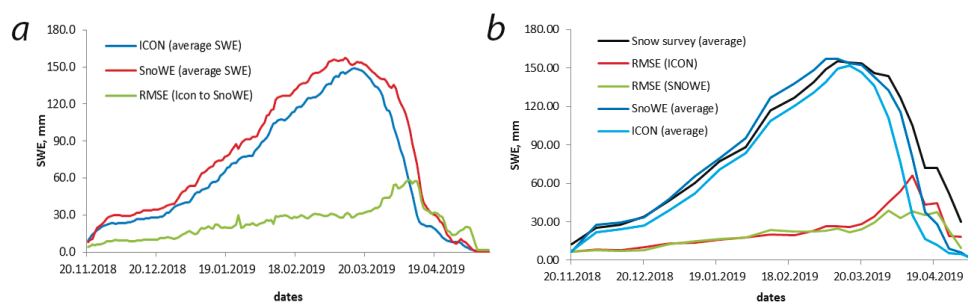 a
180.0
150.0
120.0
90.0
60.0
30.0
0.0
SWE, mm
ICON (average SWE)
SnoWE (average SWE)
RMSE (Icon to SnoWE)
20.11.2018 20.12.2018 19.01.2019 18.02.2019 20.03.2019 19.04.2019
dates
b
180.00
150.00
120.00
90.00
60.00
30.00
0.00
SWE, mm
Snow survey (average)
RMSE (ICON)
RMSE (SNOWE)
SnoWE (average)
ICON (average)
20.11.2018 20.12.2018 19.01.2019 18.02.2019 20.03.2019 19.04.2019
dates